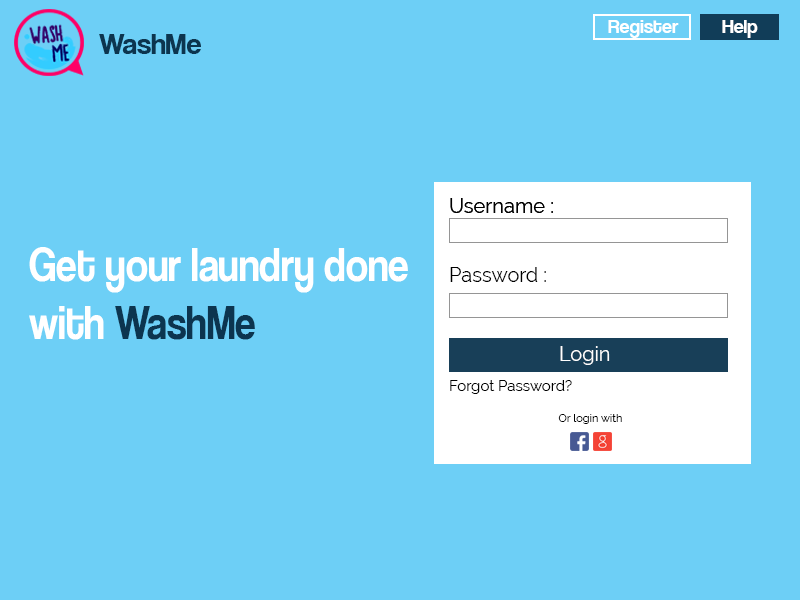 WASH
ME
WashMe
Register
Help
Get your laundry done
with WashMe
Username :
Password :
Login
Forgot Password?
Or login with
f
g